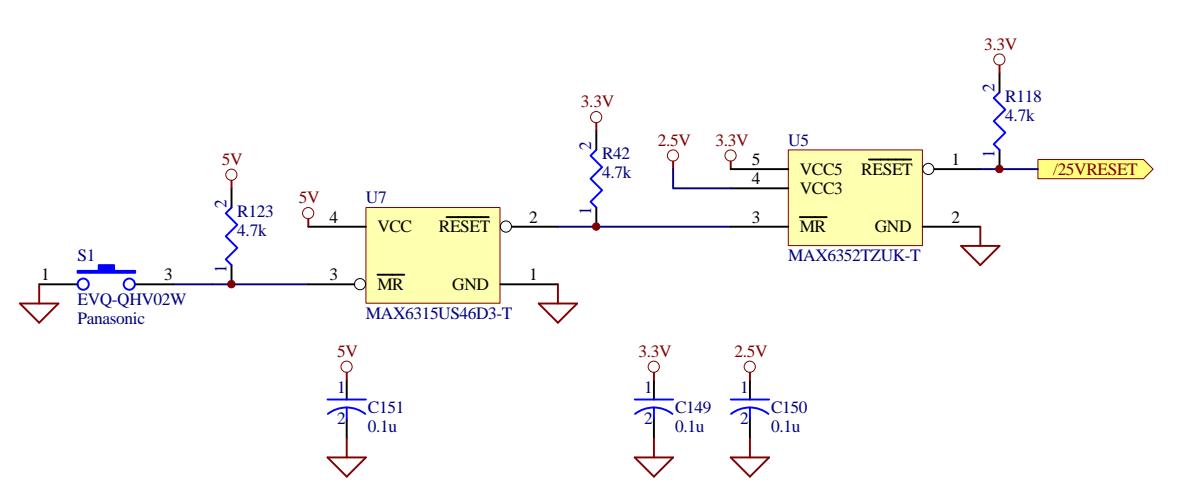 3.3V
2
R118
4.7k
1
3.3V
2
R42
4.7k
1
2.5V
3.3V
U5
5
VCC5
RESET
1
/25VRESET
4
VCC3
3
MR
GND
2
MAX6352TZUK-T
5V
2
R123
4.7k
1
5V
U7
4
VCC
RESET
2
3
MR
GND
1
MAX6315US46D3-T
S1
1
3
EVQ-QHV02W
Panasonic
5V
1
C151
2
0.1u
3.3V
1
C149
2
0.1u
2.5V
1
C150
2
0.1u